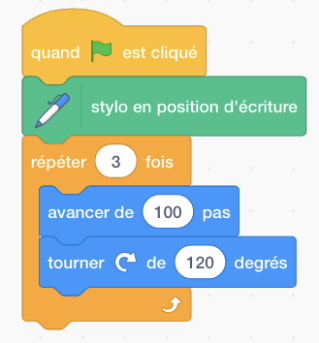 quand est cliqué
stylo en position d'écriture
répéter 3 fois
avancer de 100 pas
tourner de 120 degrés